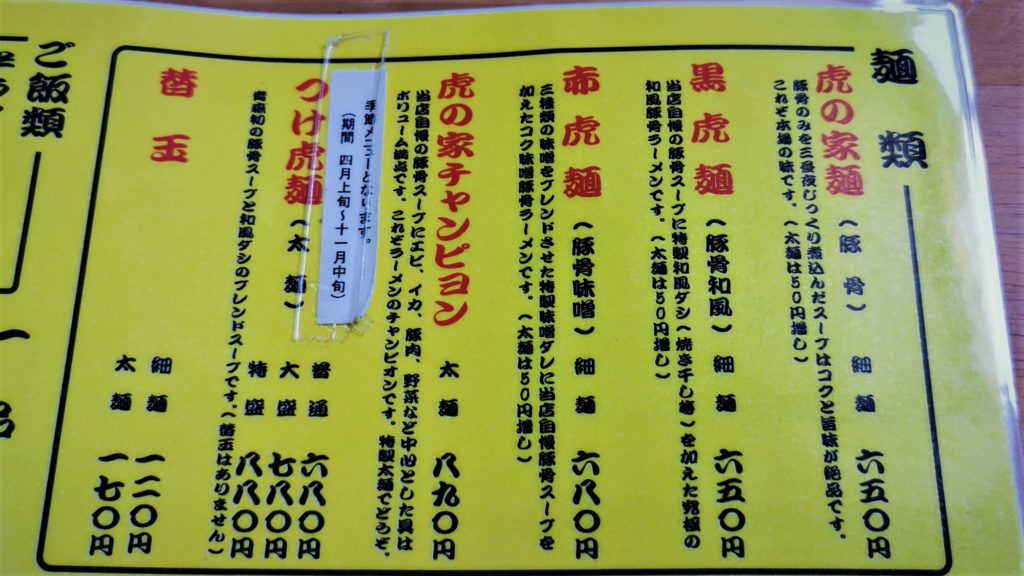 麺類
虎の家麺（豚骨）細麺 六五〇円
豚骨のみを三昼夜じっくり煮込んだスープはコクと旨味が絶品です。
これぞ本場の味です。（太麺は50円増し）
黒虎麺（豚骨和風）細麺 六五〇円
当店自慢の豚骨スープに特製和風ダシ（焼き干し等）を加えた究極の
和風豚骨ラーメンです。（太麺は50円増し）
赤虎麺（豚骨味噌）細麺 六八〇円
三種類の味噌をブレンドさせた特製味噌ダレに当店自慢豚骨スープを
加えたコク味噌豚骨ラーメンです。（太麺は50円増し）
虎の家チャンピヨン 太麺 八九〇円
当店自慢の豚骨スープにエビ、イカ、豚肉、野菜など中心とした具は
ボリューム満点です。これぞラーメンのチャンピオンです。特製太麺でどうぞ。
季節メニューとなります。
（期間 四月上旬〜十一月中旬）
つけ虎麺（太麺）
普通 六八〇円
大盛 七八〇円
特盛 八八〇円
の豚骨スープと和風ダシのブレンドスープです。（替玉はありません）
替玉
細麺 一二〇円
太麺 一七〇円
ご飯類